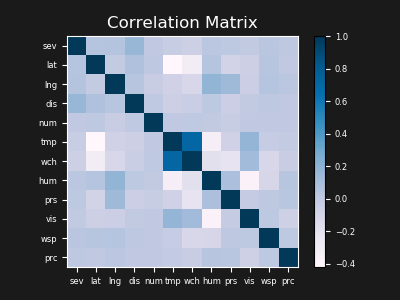 Correlation Matrix
sev
lat
lng
dis
num
tmp
wch
hum
prs
vis
wsp
prc
sev lat lng dis num tmp wch hum prs vis wsp prc
1.0
0.8
0.6
0.4
0.2
0.0
−0.2
−0.4